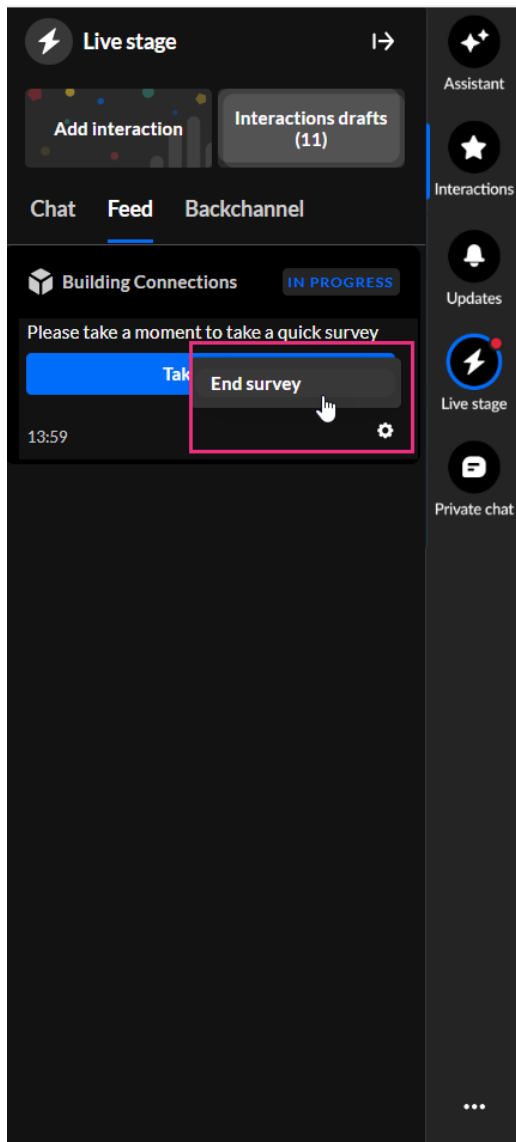 Live stage
Add interaction
Interactions drafts
(11)
Chat
Feed
Backchannel
Building Connections
IN PROGRESS
Please take a moment to take a quick survey
Tak
End survey
13:59
Assistant
Interactions
Updates
Live stage
Private chat